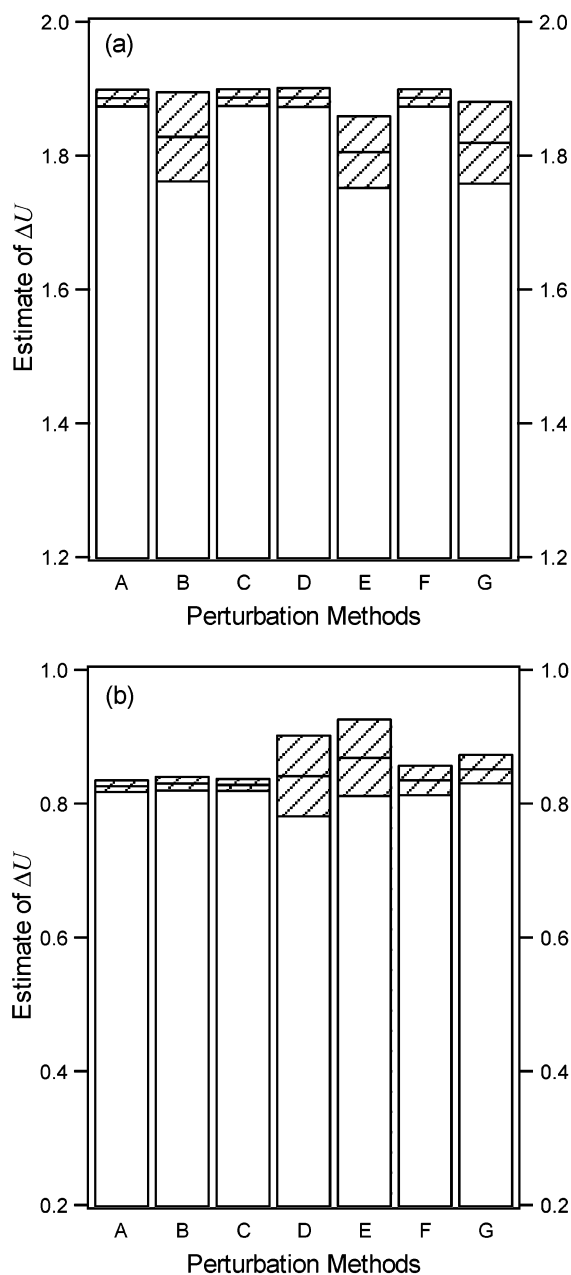 (a)
2.0
2.0
1.8
1.8
1.6
1.6
1.4
1.4
1.2
1.2
Estimate of ΔU
A B C D E F G
Perturbation Methods
(b)
1.0
1.0
0.8
0.8
0.6
0.6
0.4
0.4
0.2
0.2
Estimate of ΔU
A B C D E F G
Perturbation Methods